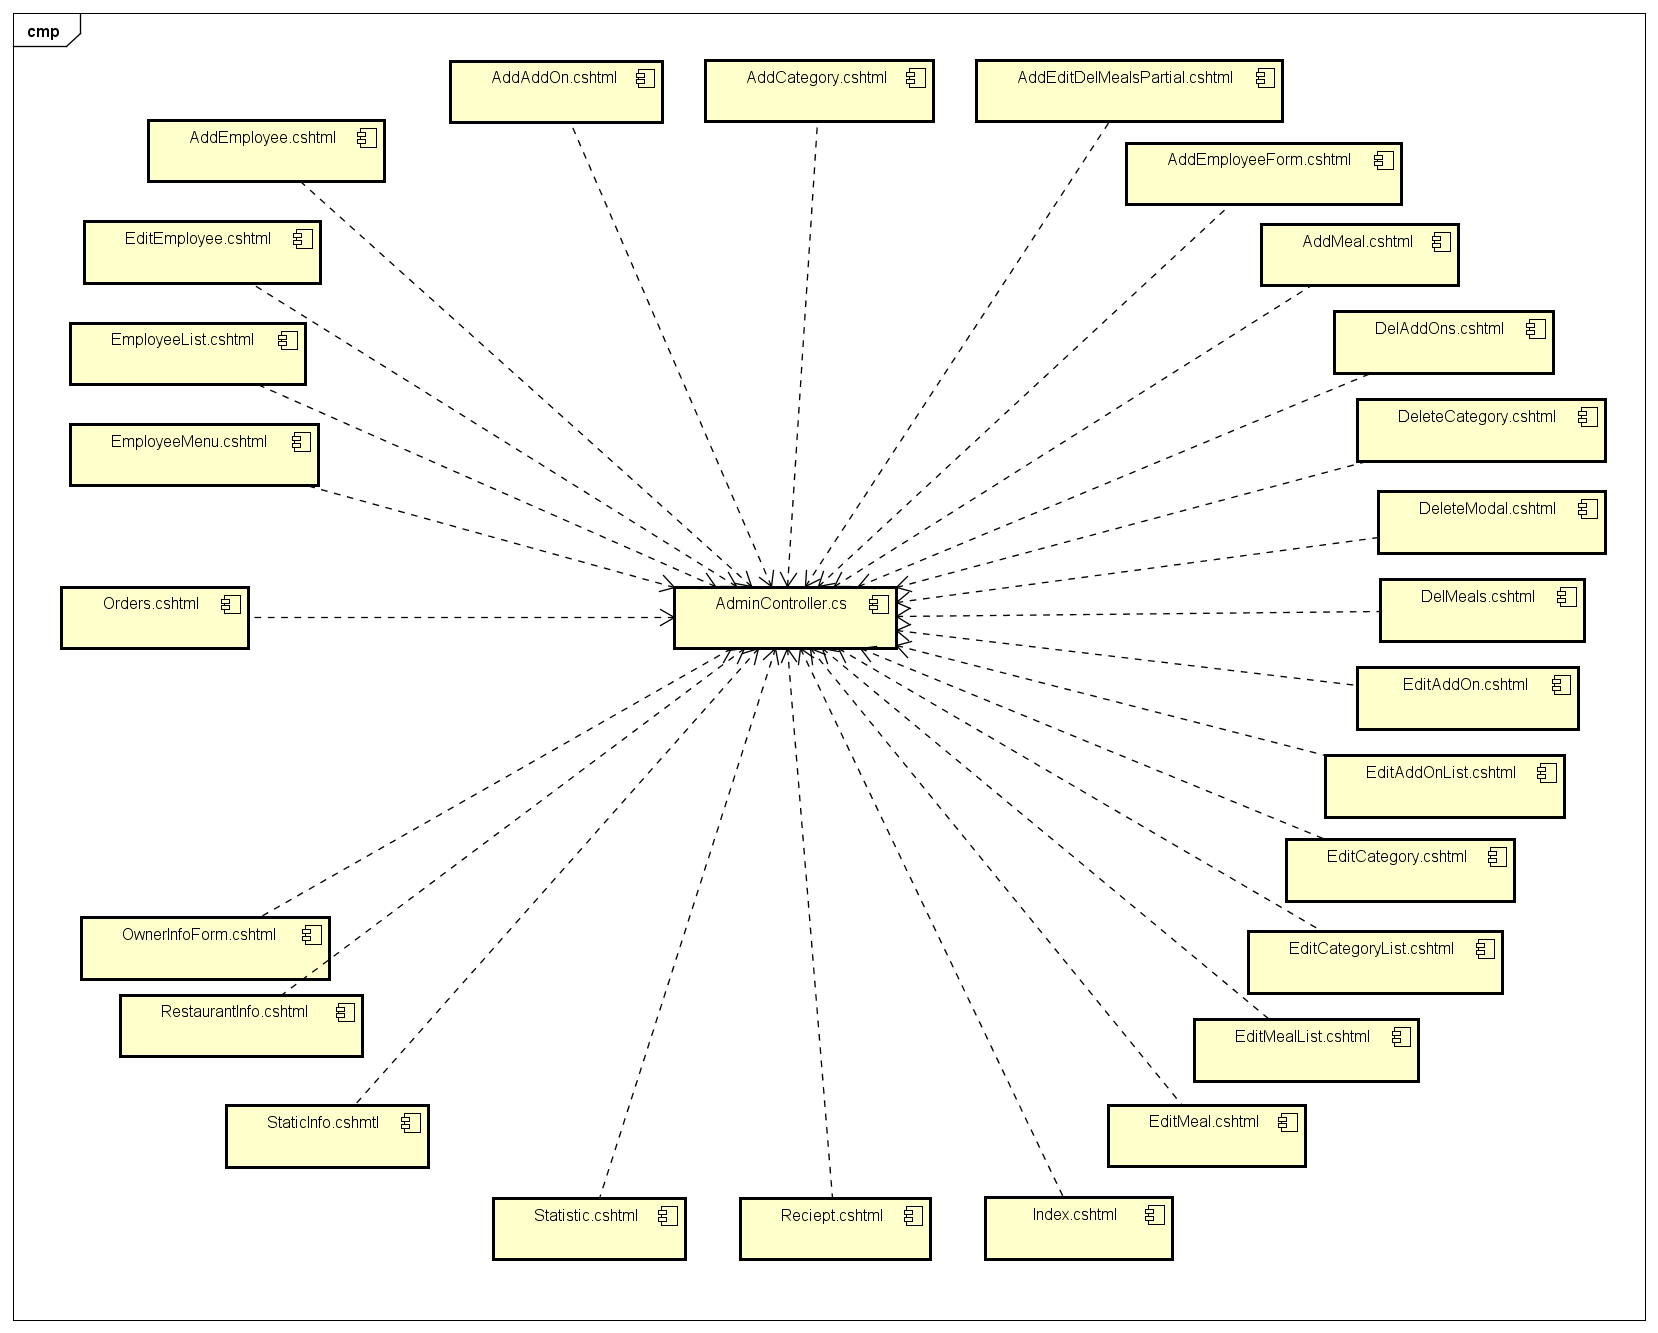 cmp
AddAddOn.cshtml
AddCategory.cshtml
AddEditDelMealsPartial.cshtml
AddEmployee.cshtml
AddEmployeeForm.cshtml
EditEmployee.cshtml
AddMeal.cshtml
EmployeeList.cshtml
DelAddOns.cshtml
EmployeeMenu.cshtml
DeleteCategory.cshtml
DeleteModal.cshtml
Orders.cshtml
AdminController.cs
DelMeals.cshtml
EditAddOn.cshtml
EditAddOnList.cshtml
EditCategory.cshtml
OwnerInfoForm.cshtml
EditCategoryList.cshtml
RestaurantInfo.cshtml
EditMealList.cshtml
StaticInfo.cshmtl
EditMeal.cshtml
Statistic.cshtml
Reciept.cshtml
Index.cshtml